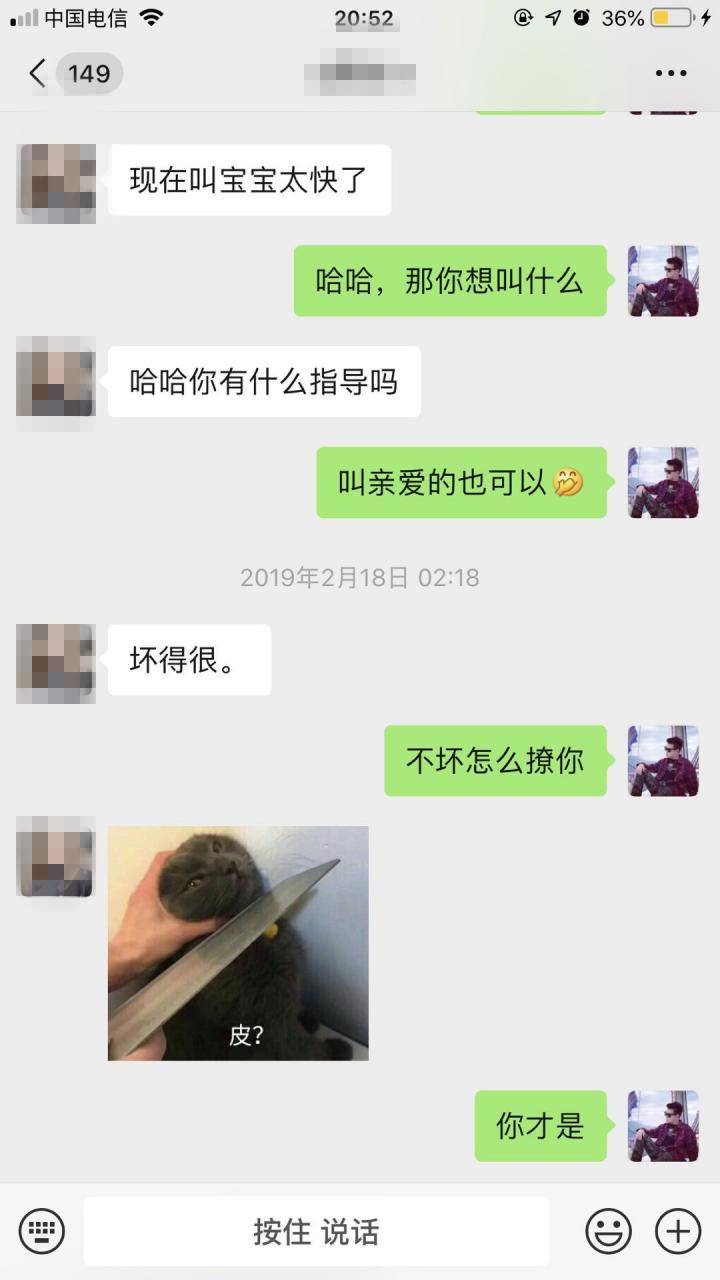 中国电信
20:52
36%
149
现在叫宝宝太快了
哈哈，那你想叫什么
哈哈你有什么指导吗
叫亲爱的也可以🤭
2019年2月18日 02:18
坏得很。
不坏怎么撩你
皮？
你才是
按住 说话